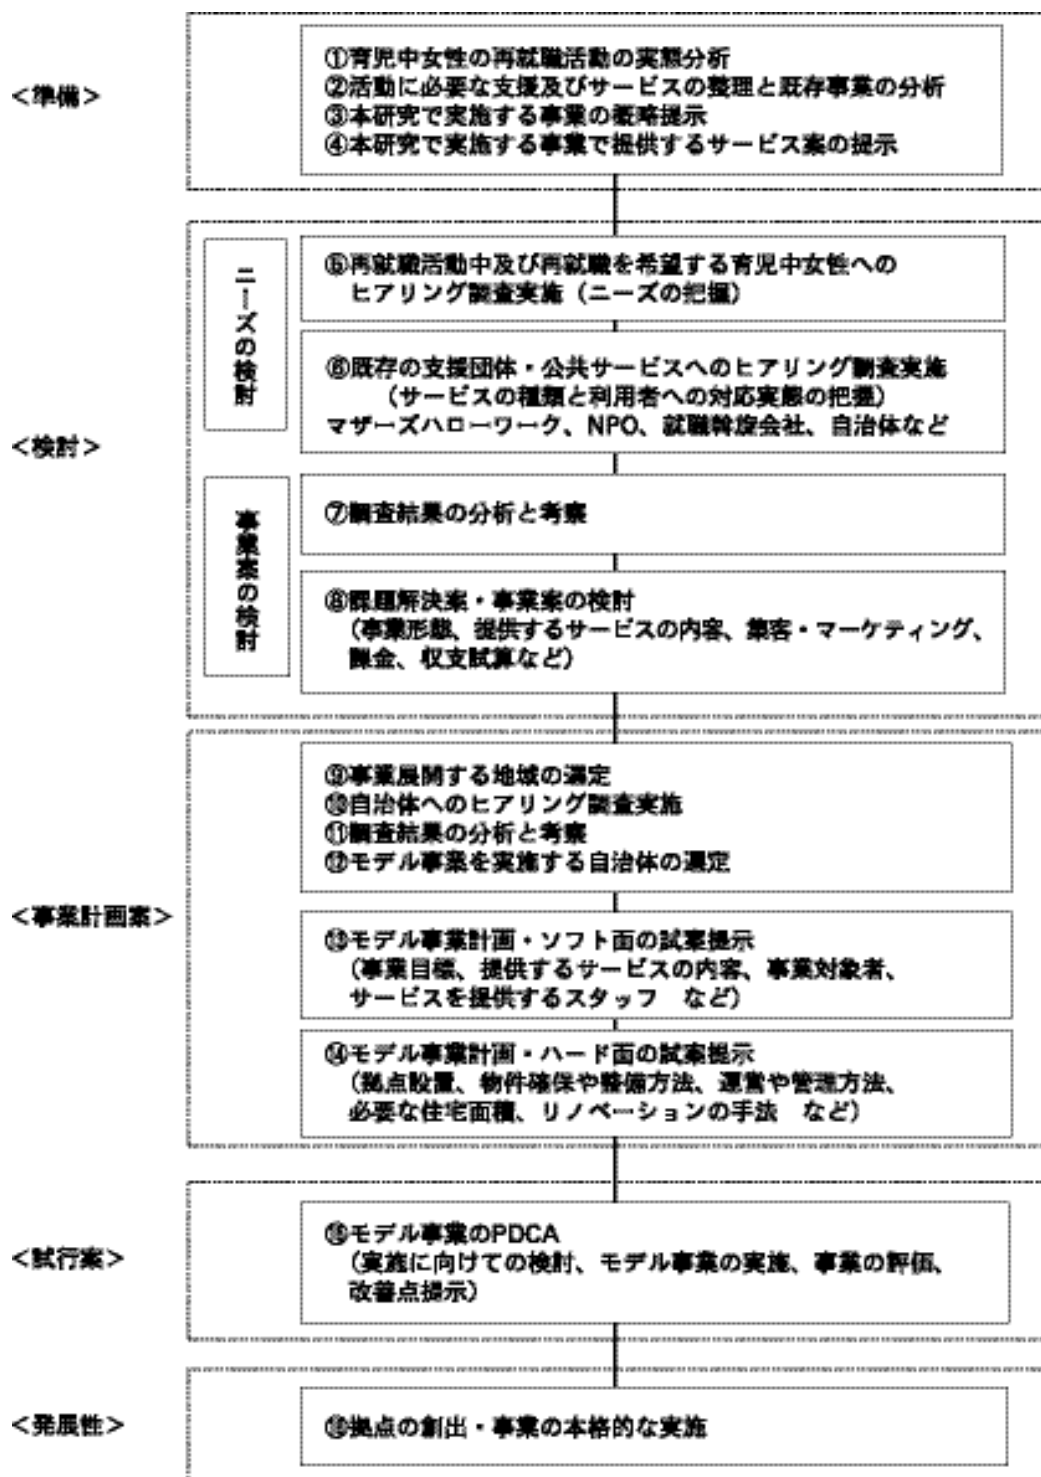 <準備>
①育児中女性の再就職活動の実態分析
②活動に必要な支援及びサービスの整理と既存事業の分析
③本研究で実施する事業の概略提示
④本研究で実施する事業で提供するサービス案の提示
<検討>
ニーズの検討
⑤再就職活動中及び再就職を希望する育児中女性への
ヒアリング調査実施（ニーズの把握）
⑥既存の支援団体・公共サービスへのヒアリング調査実施
（サービスの種類と利用者への対応実態の把握）
マザーズハローワーク、NPO、就職斡旋会社、自治体など
事業案の検討
⑦調査結果の分析と考察
⑧課題解決案・事業案の検討
（事業形態、提供するサービスの内容、集客・マーケティング、
課金、収支試算など）
<事業計画案>
⑨事業展開する地域の選定
⑩自治体へのヒアリング調査実施
⑪調査結果の分析と考察
⑫モデル事業を実施する自治体の選定
⑬モデル事業計画・ソフト面の試案提示
（事業目標、提供するサービスの内容、事業対象者、
サービスを提供するスタッフ　など）
⑭モデル事業計画・ハード面の試案提示
（拠点設置、物件確保や整備方法、運営や管理方法、
必要な住宅面積、リノベーションの手法　など）
<試行案>
モデル事業のPDCA
（実施に向けての検討、モデル事業の実施、事業の評価、
改善点提示）
<発展性>
拠点の創出・事業の本格的な実施